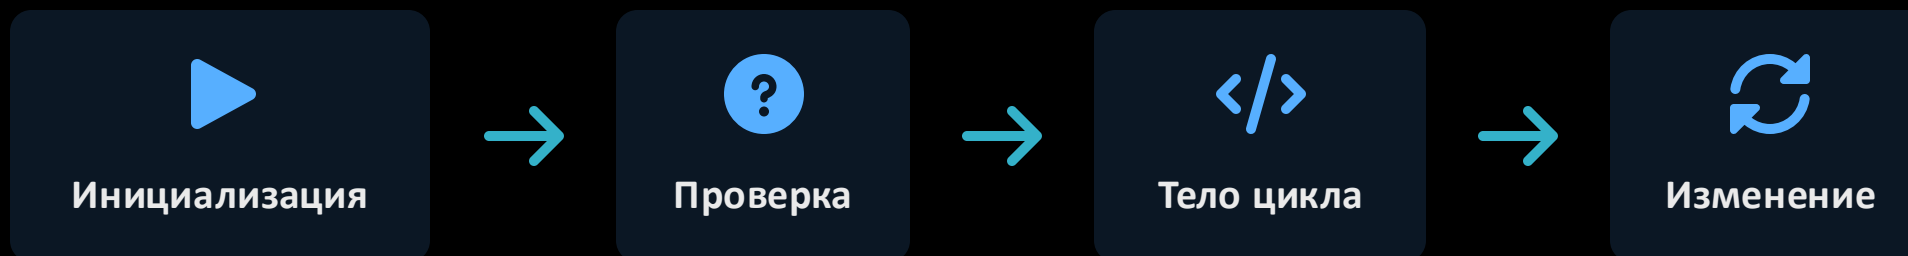 Инициализация
Проверка
Тело цикла
Изменение